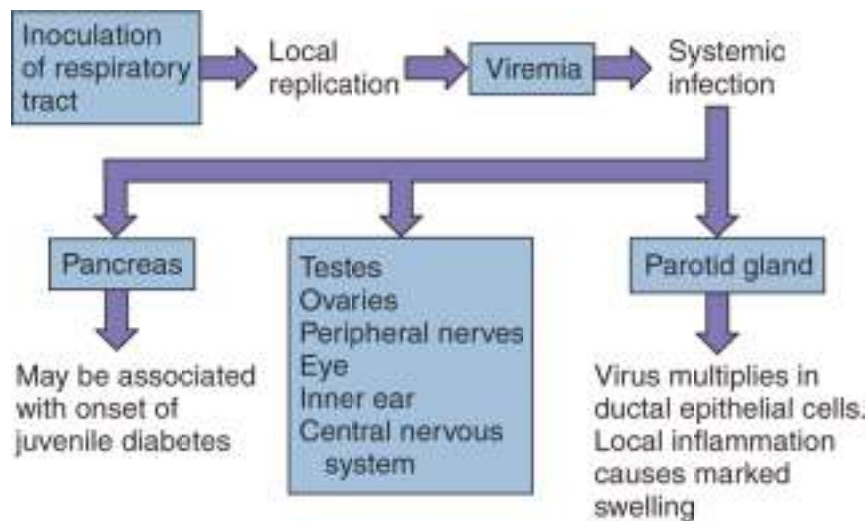 Inoculation
of respiratory
tract
Local
replication
Viremia
Systemic
infection
Pancreas
May be associated
with onset of
juvenile diabetes
Testes
Ovaries
Peripheral nerves
Eye
Inner ear
Central nervous
system
Parotid gland
Virus multiplies in
ductal epithelial cells.
Local inflammation
causes marked
swelling